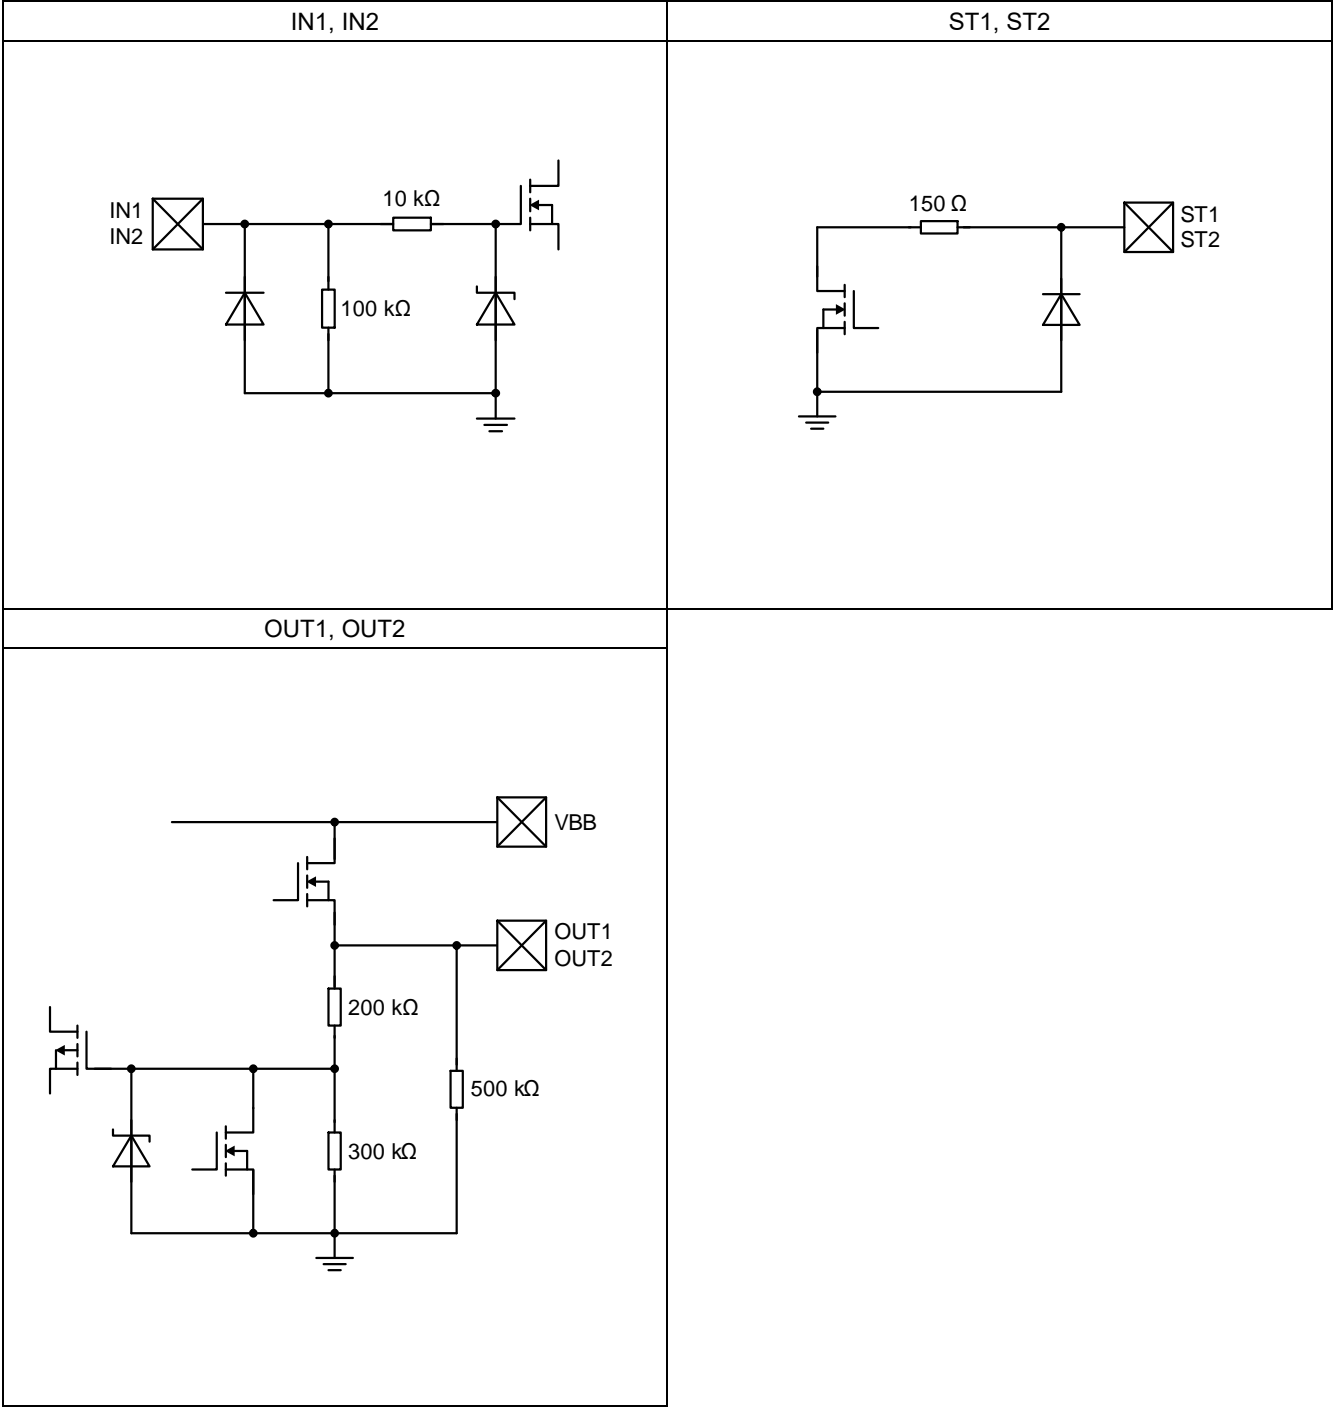 IN1, IN2
ST1, ST2
IN1
IN2
10 kΩ
100 kΩ
150 Ω
ST1
ST2
OUT1, OUT2
VBB
OUT1
OUT2
200 kΩ
500 kΩ
300 kΩ